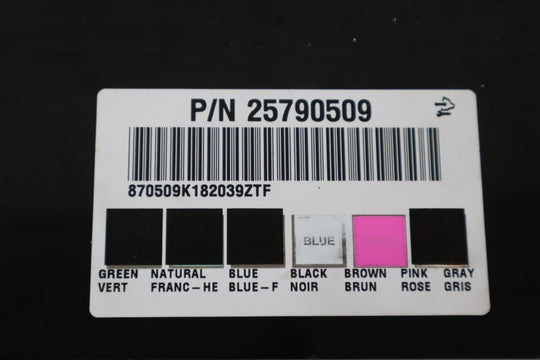 P/N 25790509
870509K182039ZTF
BLUE
GREEN NATURAL BLUE BLACK BROWN PINK GRAY
VERT FRANC-HE BLUE-F NOIR BRUN ROSE GRIS